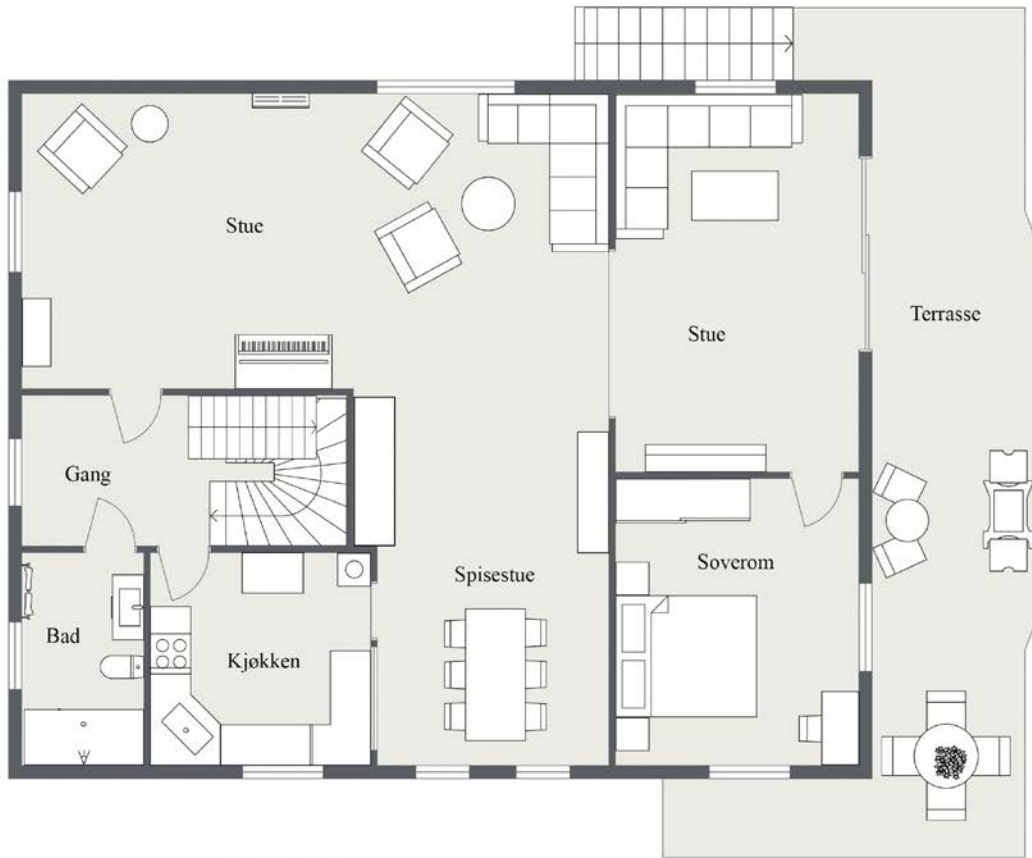 Stue
Terrasse
Stue
Gang
Soverom
Spisestue
Bad
Kjøkken